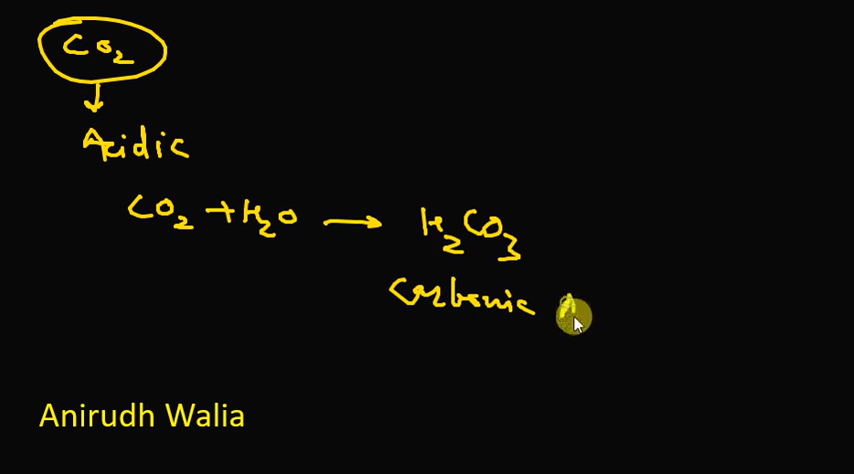 CO₂
Acidic
CO₂ + H₂O → H₂CO₃
Carbonic A
Anirudh Walia